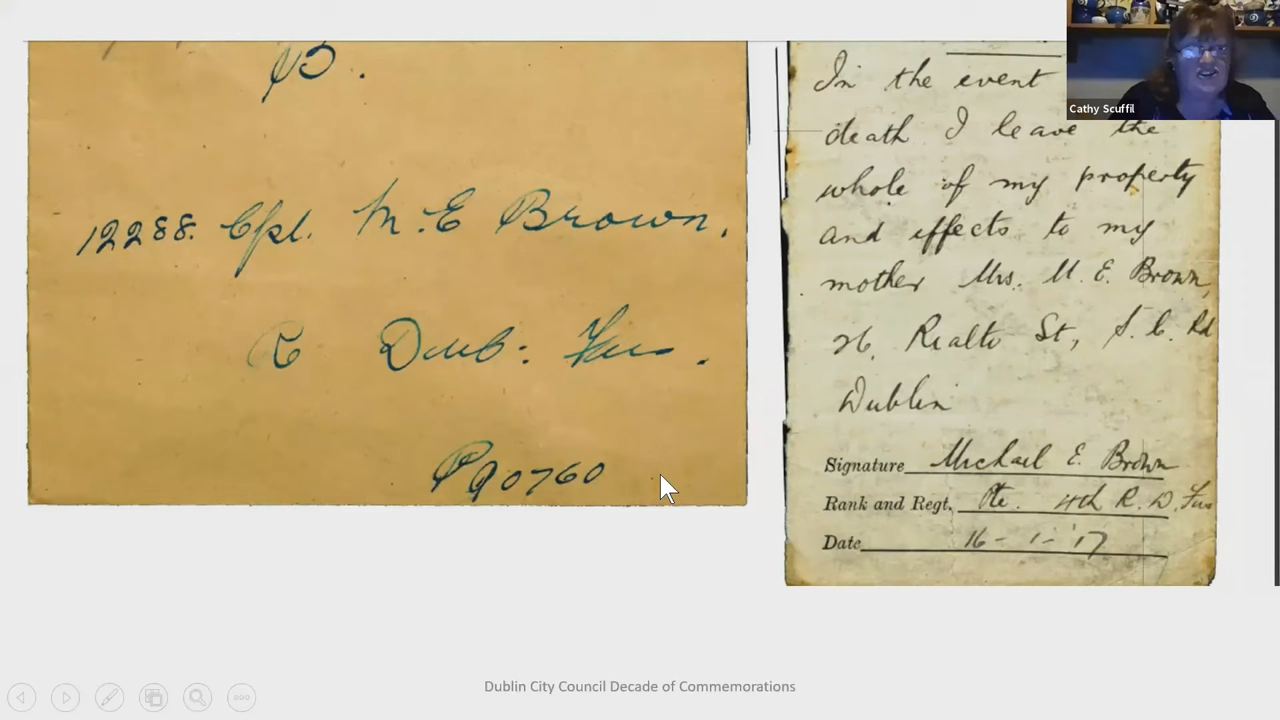 B.
12288. Cpl. M. E Brown.
R Dub: Fus.
P90760
In the event
death I leave the
whole of my property
and effects to my
mother Mrs. M. E. Brown,
26, Rialto St, S. C. Rd
Dublin
Signature Michael E. Brown
Rank and Regt. Pte. 4th R. D. Fus
Date 16 - 1 - '17
Cathy Scuffil
Dublin City Council Decade of Commemorations